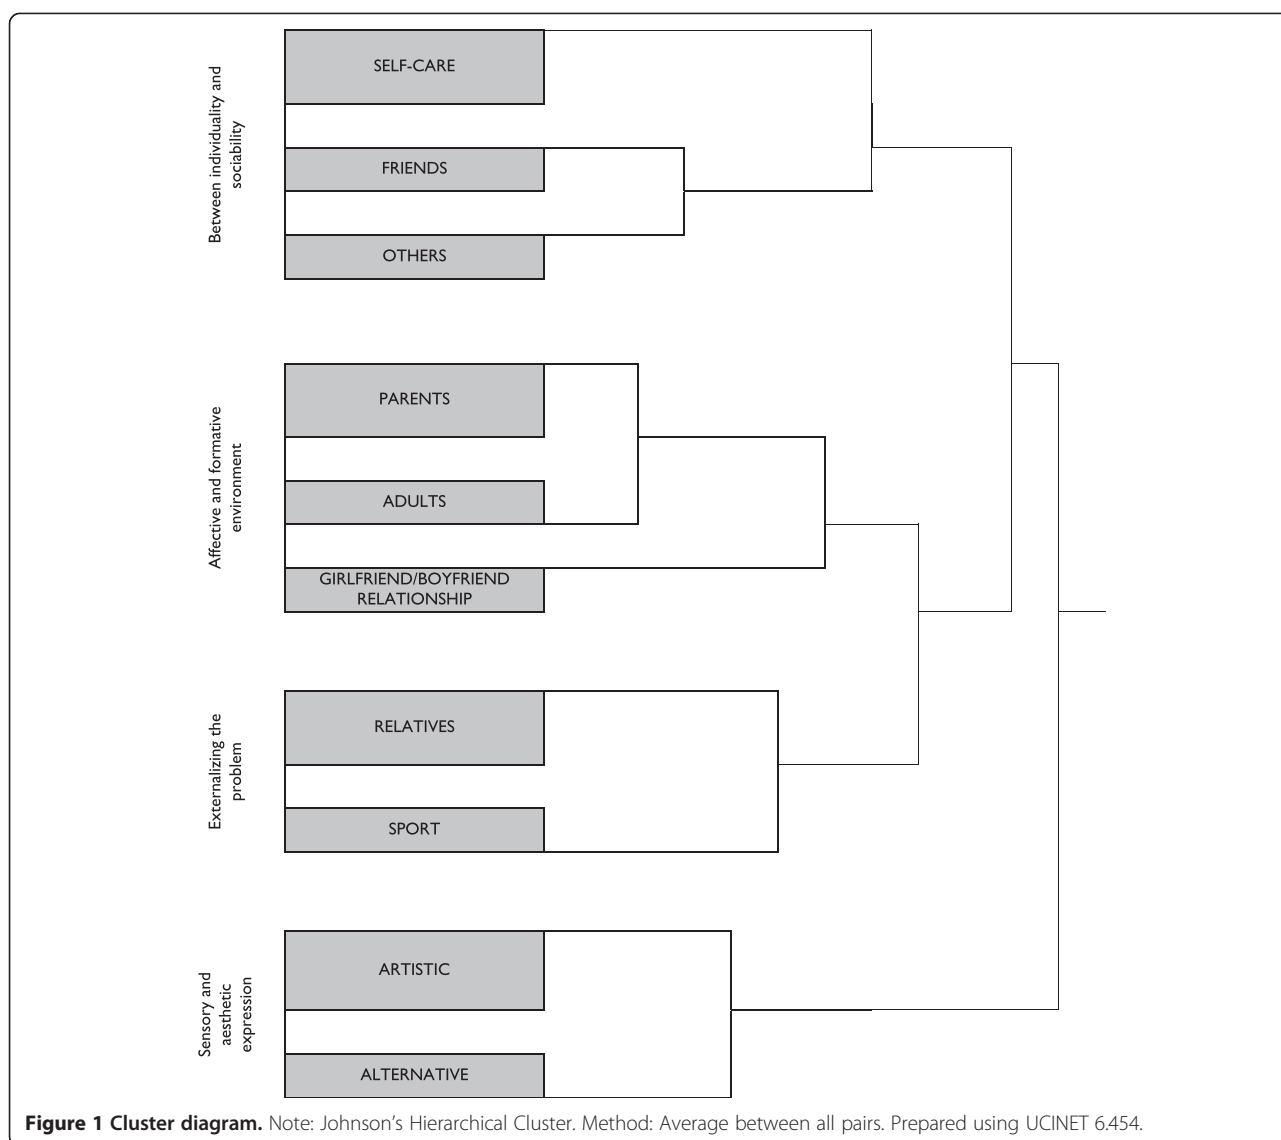 Between individuality and
sociability
SELF-CARE
FRIENDS
OTHERS
Affective and formative
environment
PARENTS
ADULTS
GIRLFRIEND/BOYFRIEND
RELATIONSHIP
Externalizing the
problem
RELATIVES
SPORT
Sensory and
aesthetic
expression
ARTISTIC
ALTERNATIVE
Figure 1 Cluster diagram. Note: Johnson’s Hierarchical Cluster. Method: Average between all pairs. Prepared using UCINET 6.454.